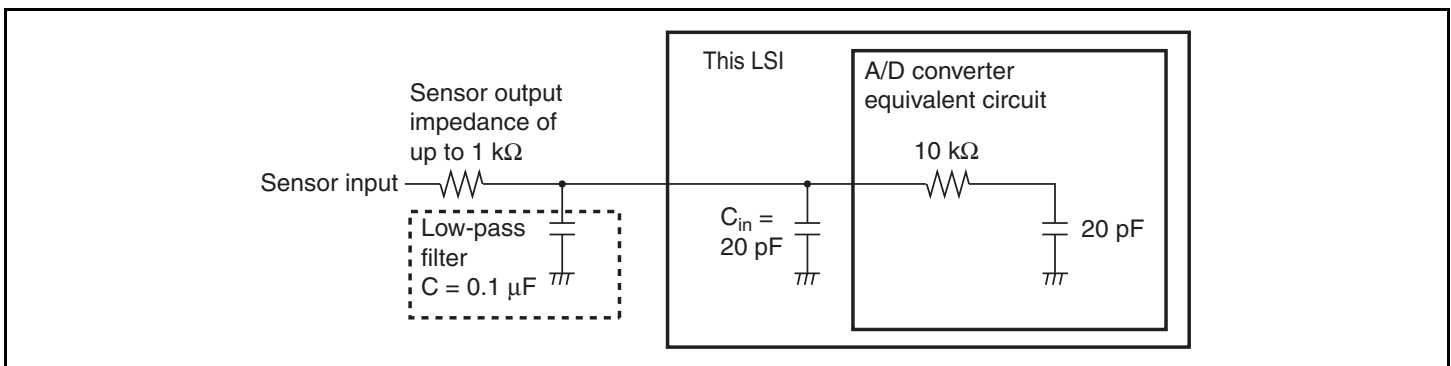 This LSI
A/D converter
equivalent circuit
Sensor output
impedance of
up to 1 kΩ
10 kΩ
Sensor input
Low-pass
filter
C = 0.1 μF
Cin =
20 pF
20 pF